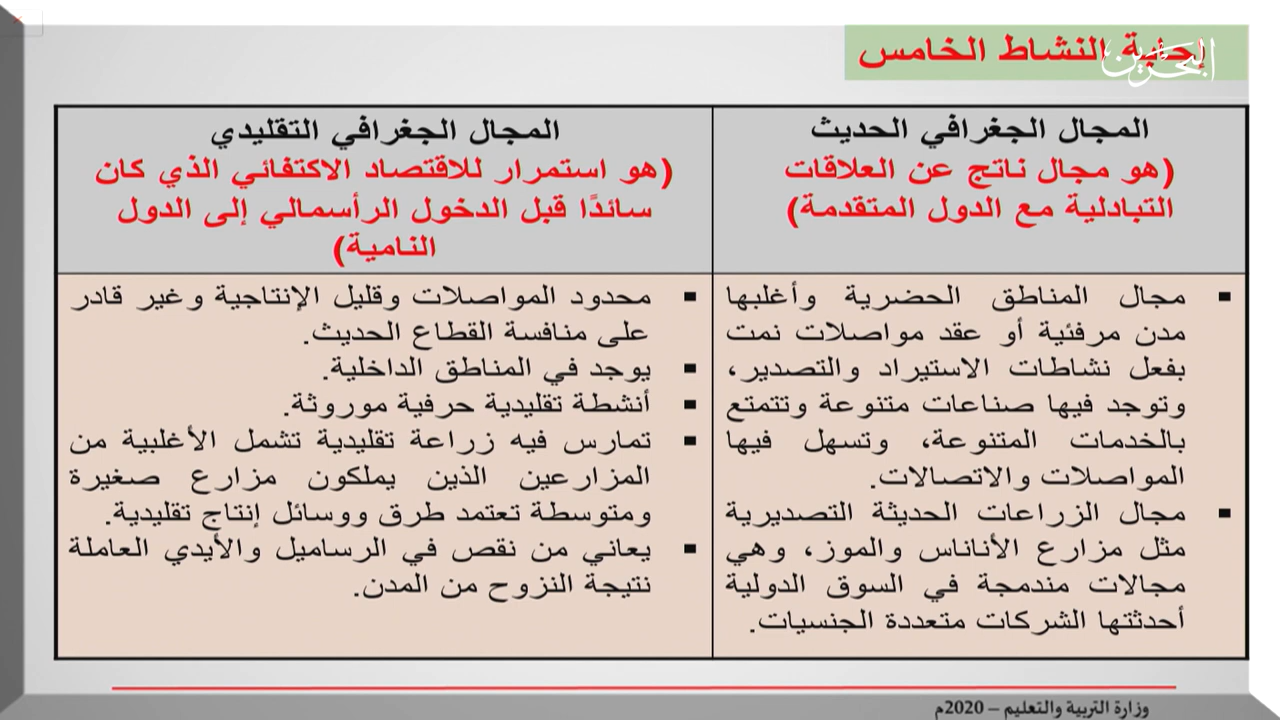 إجابة النشاط الخامس
البحرين
المجال الجغرافي الحديث
(هو مجال ناتج عن العلاقات
التبادلية مع الدول المتقدمة)
المجال الجغرافي التقليدي
(هو استمرار للاقتصاد الاكتفائي الذي كان
سائدًا قبل الدخول الرأسمالي إلى الدول
النامية)
▪ مجال المناطق الحضرية وأغلبها
مدن مرفئية أو عقد مواصلات نمت
بفعل نشاطات الاستيراد والتصدير،
وتوجد فيها صناعات متنوعة وتتمتع
بالخدمات المتنوعة، وتسهل فيها
المواصلات والاتصالات.
▪ مجال الزراعات الحديثة التصديرية
مثل مزارع الأناناس والموز، وهي
مجالات مندمجة في السوق الدولية
أحدثتها الشركات متعددة الجنسيات.
▪ محدود المواصلات وقليل الإنتاجية وغير قادر
على منافسة القطاع الحديث.
▪ يوجد في المناطق الداخلية.
▪ أنشطة تقليدية حرفية موروثة.
▪ تمارس فيه زراعة تقليدية تشمل الأغلبية من
المزارعين الذين يملكون مزارع صغيرة
ومتوسطة تعتمد طرق ووسائل إنتاج تقليدية.
▪ يعاني من نقص في الرساميل والأيدي العاملة
نتيجة النزوح من المدن.
وزارة التربية والتعليم – 2020م